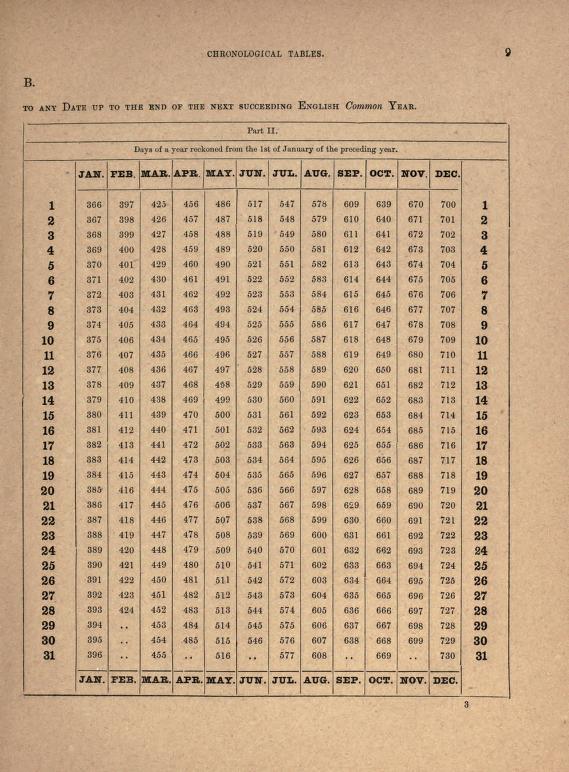 CHRONOLOGICAL TABLES. 9
B.
TO ANY DATE UP TO THE END OF THE NEXT SUCCEEDING ENGLISH Common YEAR.
Part II.
Days of a year reckoned from the 1st of January of the preceding year.
JAN. FEB. MAR. APR. MAY. JUN. JUL. AUG. SEP. OCT. NOV. DEC.
1 366 397 425 456 486 517 547 578 609 639 670 700 1
2 367 398 426 457 487 518 548 579 610 640 671 701 2
3 368 399 427 458 488 519 549 580 611 641 672 702 3
4 369 400 428 459 489 520 550 581 612 642 673 703 4
5 370 401 429 460 490 521 551 582 613 643 674 704 5
6 371 402 430 461 491 522 552 583 614 644 675 705 6
7 372 403 431 462 492 523 553 584 615 645 676 706 7
8 373 404 432 463 493 524 554 585 616 646 677 707 8
9 374 405 433 464 494 525 555 586 617 647 678 708 9
10 375 406 434 465 495 526 556 587 618 648 679 709 10
11 376 407 435 466 496 527 557 588 619 649 680 710 11
12 377 408 436 467 497 528 558 589 620 650 681 711 12
13 378 409 437 468 498 529 559 590 621 651 682 712 13
14 379 410 438 469 499 530 560 591 622 652 683 713 14
15 380 411 439 470 500 531 561 592 623 653 684 714 15
16 381 412 440 471 501 532 562 593 624 654 685 715 16
17 382 413 441 472 502 533 563 594 625 655 686 716 17
18 383 414 442 473 503 534 564 595 626 656 687 717 18
19 384 415 443 474 504 535 565 596 627 657 688 718 19
20 385 416 444 475 505 536 566 597 628 658 689 719 20
21 386 417 445 476 506 537 567 598 629 659 690 720 21
22 387 418 446 477 507 538 568 599 630 660 691 721 22
23 388 419 447 478 508 539 569 600 631 661 692 722 23
24 389 420 448 479 509 540 570 601 632 662 693 723 24
25 390 421 449 480 510 541 571 602 633 663 694 724 25
26 391 422 450 481 511 542 572 603 634 664 695 725 26
27 392 423 451 482 512 543 573 604 635 665 696 726 27
28 393 424 452 483 513 544 574 605 636 666 697 727 28
29 394 .. 453 484 514 545 575 606 637 667 698 728 29
30 395 .. 454 485 515 546 576 607 638 668 699 729 30
31 396 .. 455 .. 516 .. 577 608 .. 669 .. 730 31
JAN. FEB. MAR. APR. MAY. JUN. JUL. AUG. SEP. OCT. NOV. DEC.
3